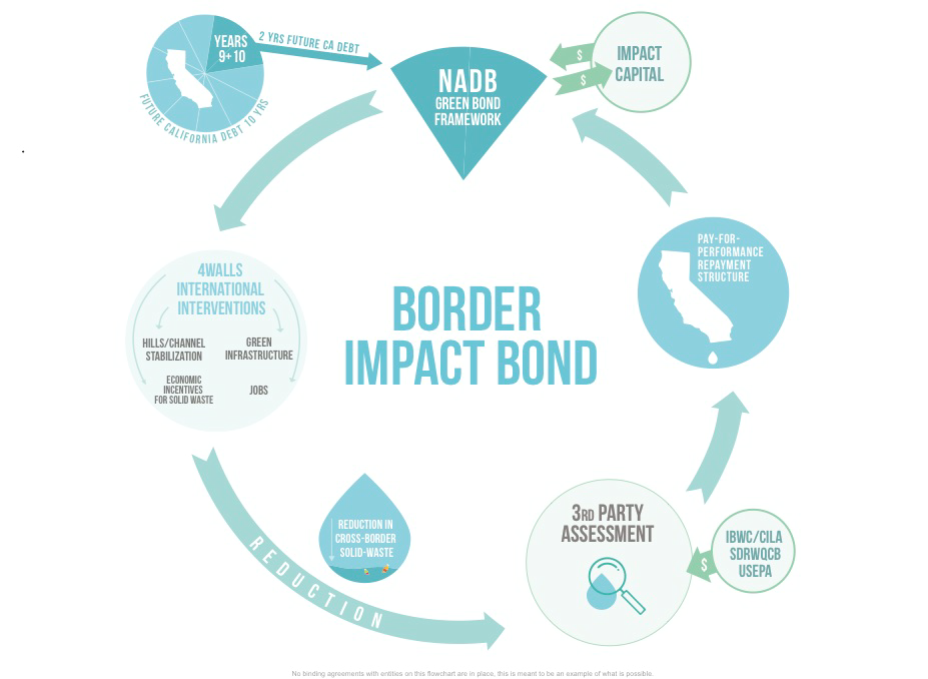 YEARS
9+10
2 YRS FUTURE CA DEBT
FUTURE CALIFORNIA DEBT 10 YRS
NADB
GREEN BOND
FRAMEWORK
$
$
IMPACT
CAPITAL
PAY-FOR-
PERFORMANCE
REPAYMENT
STRUCTURE
4WALLS
INTERNATIONAL
INTERVENTIONS
HILLS/CHANNEL
STABILIZATION
GREEN
INFRASTRUCTURE
ECONOMIC
INCENTIVES
FOR SOLID WASTE
JOBS
BORDER
IMPACT BOND
REDUCTION IN
CROSS-BORDER
SOLID-WASTE
REDUCTION
3RD PARTY
ASSESSMENT
$
IBWC/CILA
SDRWQCB
USEPA
No binding agreements with entities on this flowchart are in place, this is meant to be an example of what is possible.